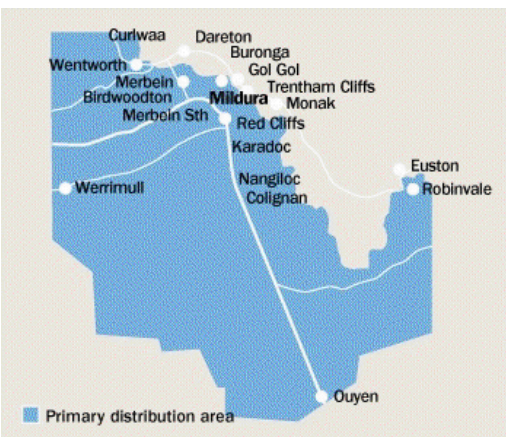 Curlwaa
Dareton
Buronga
Wentworth
Gol Gol
Merbein
Trentham Cliffs
Birdwoodton
Mildura
Monak
Merbein Sth
Red Cliffs
Karadoc
Euston
Nangiloc
Werrimull
Robinvale
Colignan
Ouyen
Primary distribution area